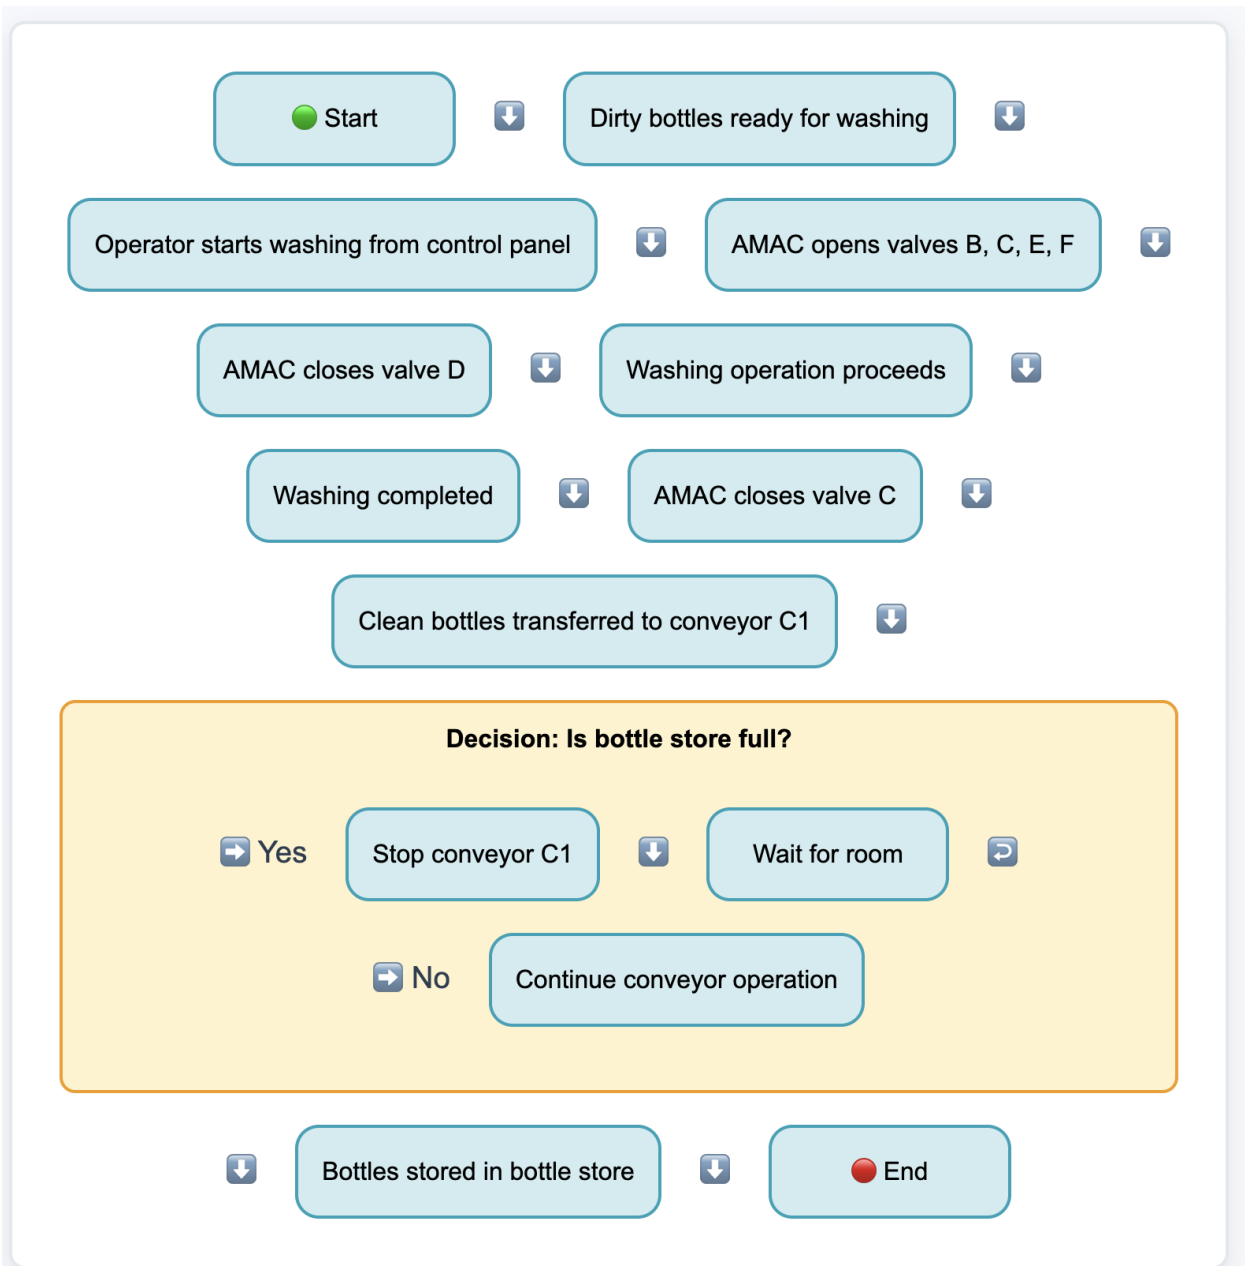 Start
Dirty bottles ready for washing
Operator starts washing from control panel
AMAC opens valves B, C, E, F
AMAC closes valve D
Washing operation proceeds
Washing completed
AMAC closes valve C
Clean bottles transferred to conveyor C1
Decision: Is bottle store full?
Yes
Stop conveyor C1
Wait for room
No
Continue conveyor operation
Bottles stored in bottle store
End